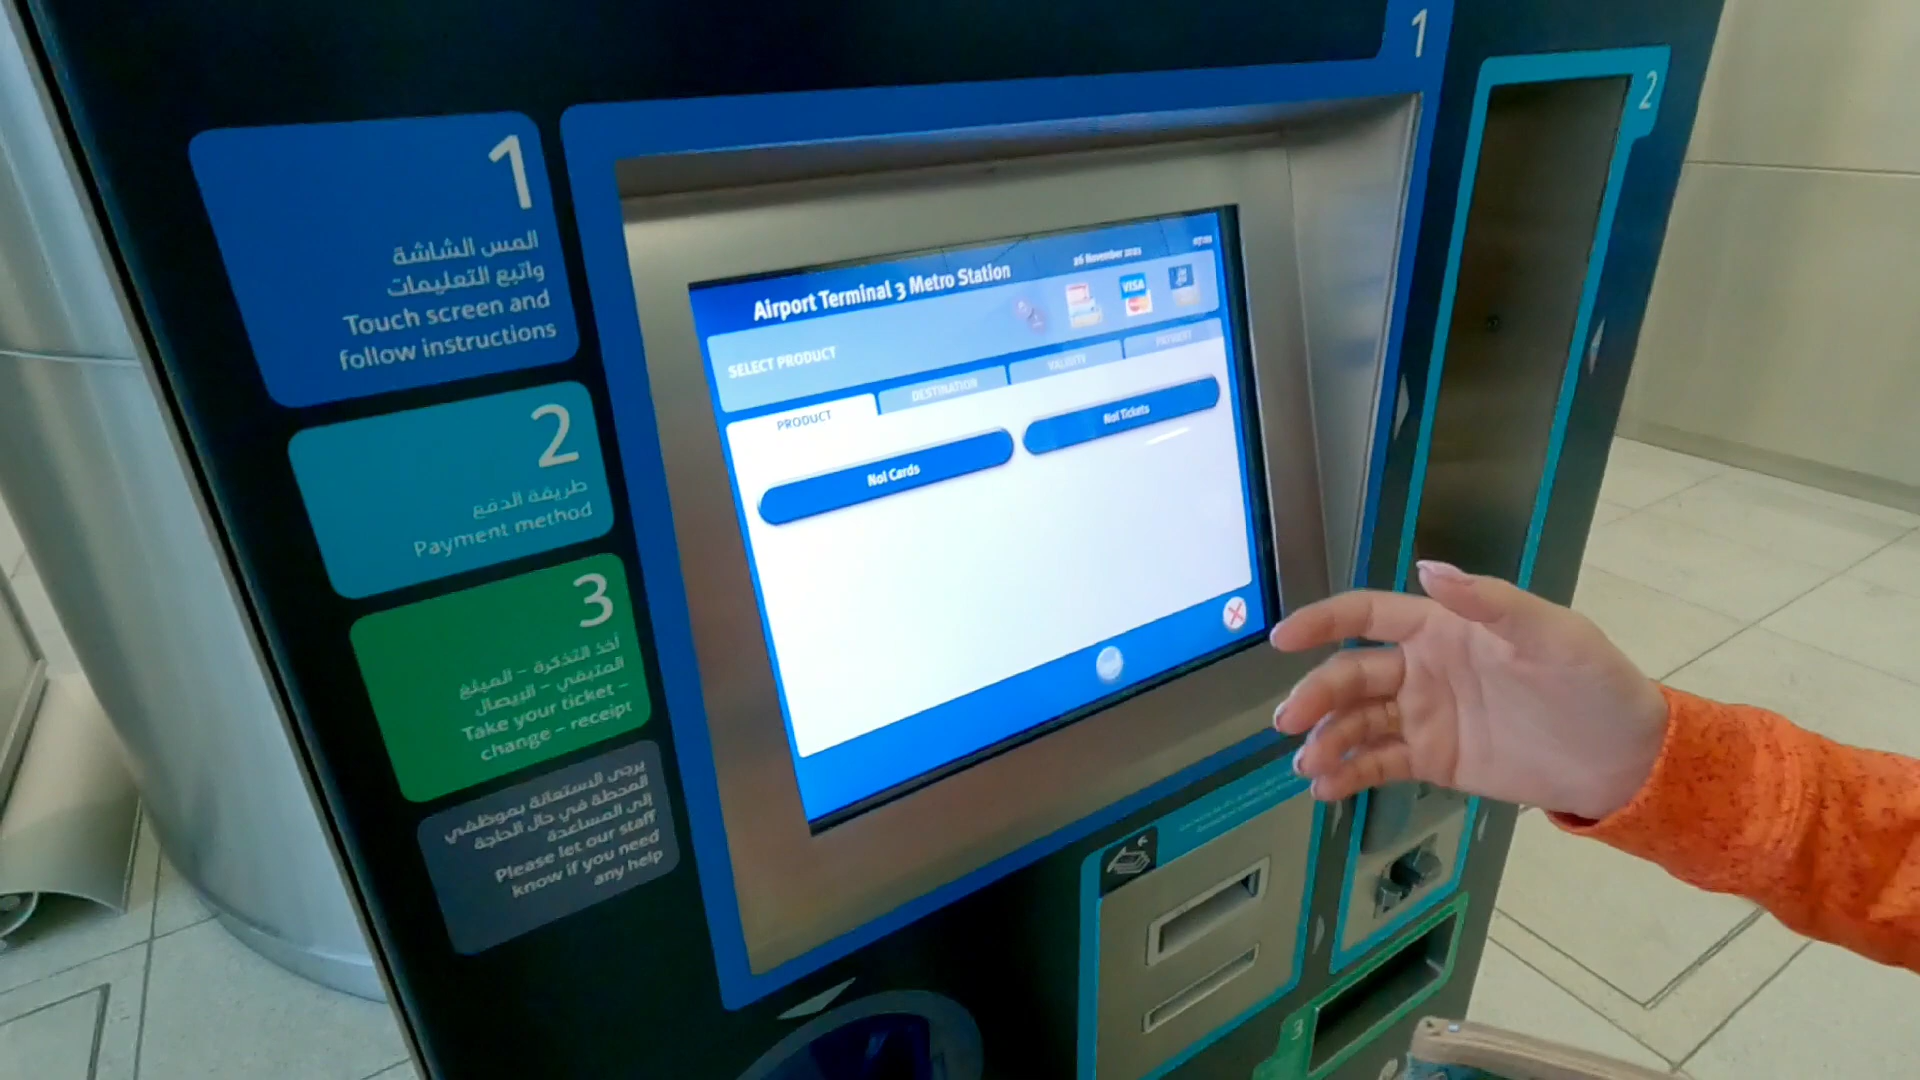 1
المس الشاشة
واتبع التعليمات
Touch screen and
follow instructions
2
طريقة الدفع
Payment method
3
أخذ التذكرة – المبلغ
المتبقي – الايصال
Take your ticket –
change – receipt
يرجى الاستعانة بموظفي
المحطة في حال الحاجة
إلى المساعدة
Please let our staff
know if you need
any help
1
2
Airport Terminal 3 Metro Station
26 November
VISA
SELECT PRODUCT
PRODUCT
DESTINATION
VALIDITY
PAYMENT
Nol Cards
Nol Tickets
3